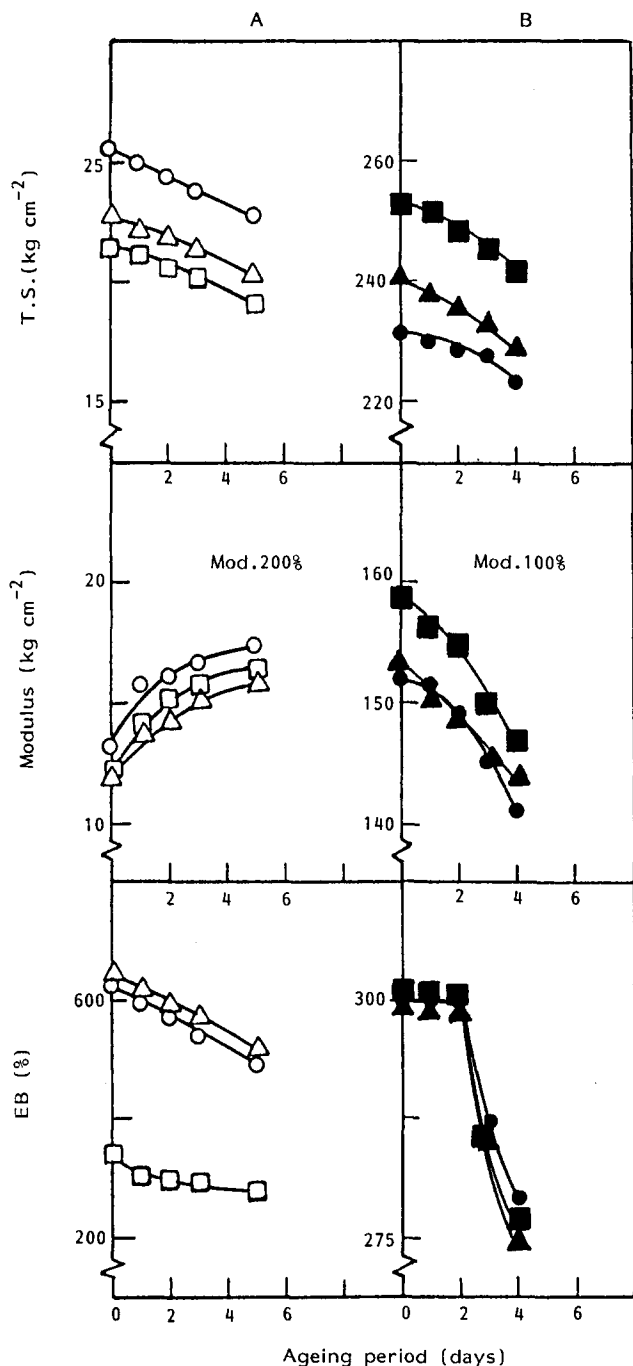 A B
25
15
T.S.(kg cm⁻²)
260
240
220
2 4 6
2 4 6
Mod.200%
Mod.100%
20
10
Modulus (kg cm⁻²)
160
150
140
2 4 6
2 4 6
600
200
EB (%)
300
275
0 2 4 6
0 2 4 6
Ageing period (days)